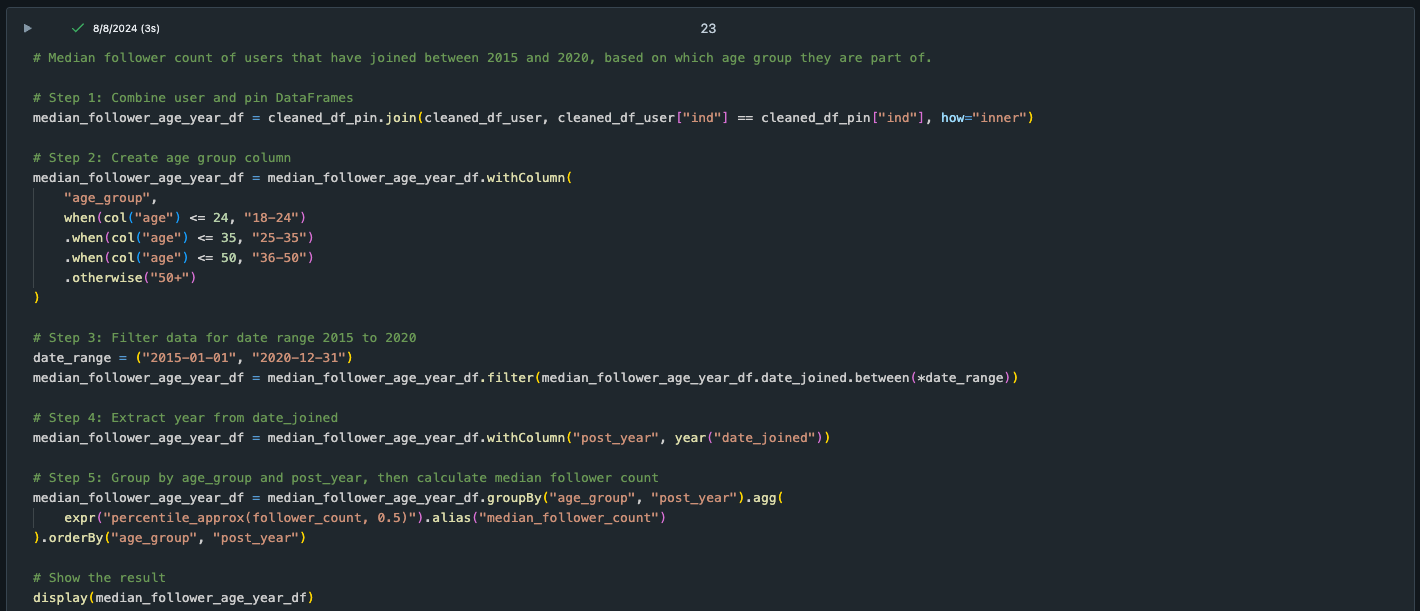 8/8/2024 (3s)
23
# Median follower count of users that have joined between 2015 and 2020, based on which age group they are part of.
# Step 1: Combine user and pin DataFrames
median_follower_age_year_df = cleaned_df_pin.join(cleaned_df_user, cleaned_df_user["ind"] == cleaned_df_pin["ind"], how="inner")
# Step 2: Create age group column
median_follower_age_year_df = median_follower_age_year_df.withColumn(
    "age_group",
    when(col("age") <= 24, "18-24")
    .when(col("age") <= 35, "25-35")
    .when(col("age") <= 50, "36-50")
    .otherwise("50+")
)
# Step 3: Filter data for date range 2015 to 2020
date_range = ("2015-01-01", "2020-12-31")
median_follower_age_year_df = median_follower_age_year_df.filter(median_follower_age_year_df.date_joined.between(*date_range))
# Step 4: Extract year from date_joined
median_follower_age_year_df = median_follower_age_year_df.withColumn("post_year", year("date_joined"))
# Step 5: Group by age_group and post_year, then calculate median follower count
median_follower_age_year_df = median_follower_age_year_df.groupBy("age_group", "post_year").agg(
    expr("percentile_approx(follower_count, 0.5)").alias("median_follower_count")
).orderBy("age_group", "post_year")
# Show the result
display(median_follower_age_year_df)